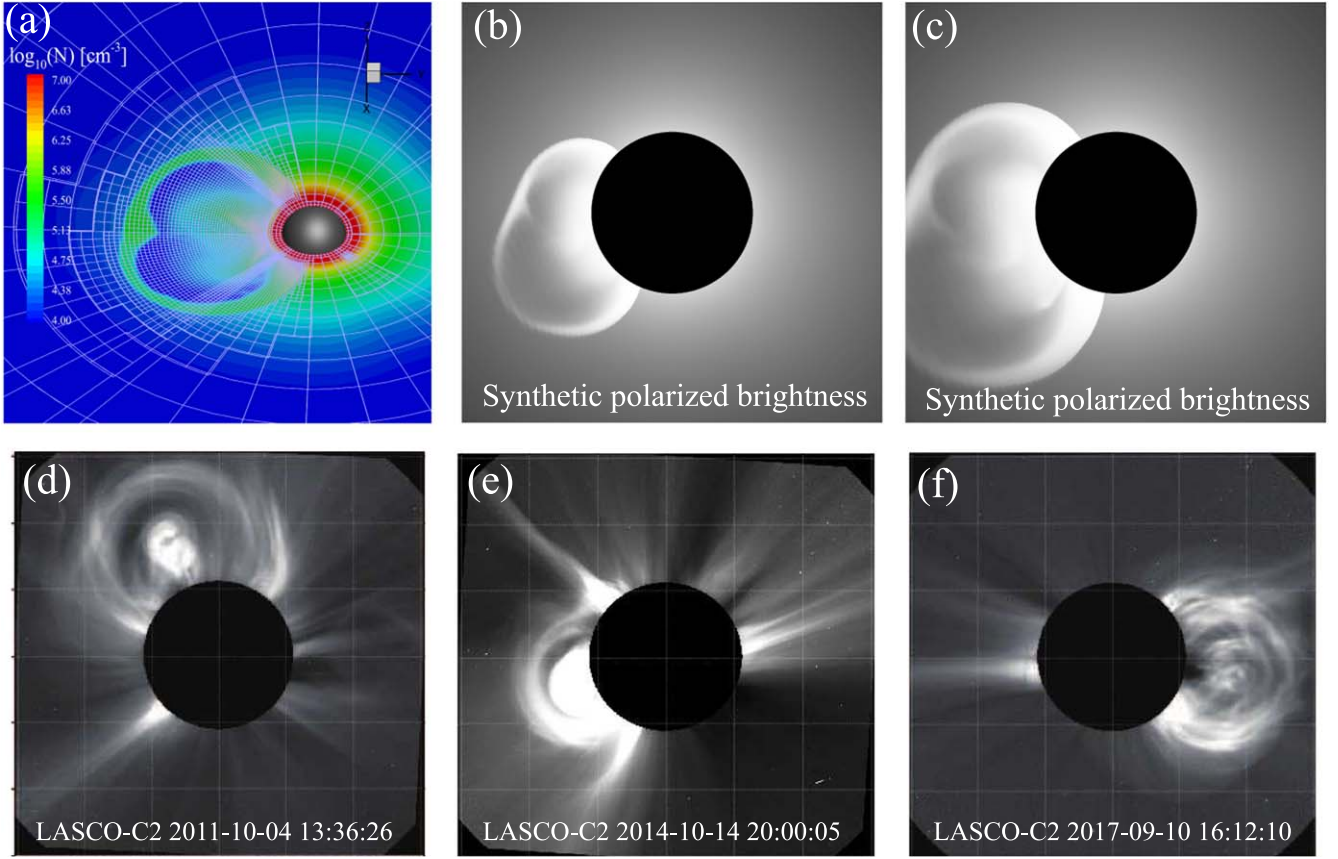 (a)
log10(N) [cm-3]
7.00
6.63
6.25
5.88
5.50
5.13
4.75
4.38
4.00
X
(b)
Synthetic polarized brightness
(c)
Synthetic polarized brightness
(d)
LASCO-C2 2011-10-04 13:36:26
(e)
LASCO-C2 2014-10-14 20:00:05
(f)
LASCO-C2 2017-09-10 16:12:10